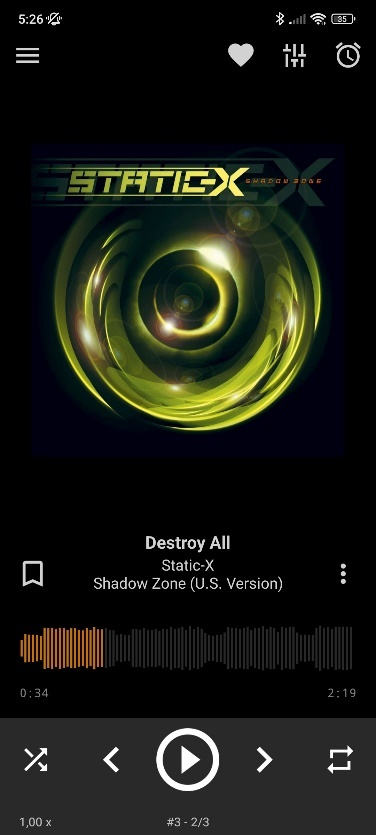 5:26
85
STATIC-X
SHADOW ZONE
Destroy All
Static-X
Shadow Zone (U.S. Version)
0:34
2:19
1,00 x
#3 - 2/3